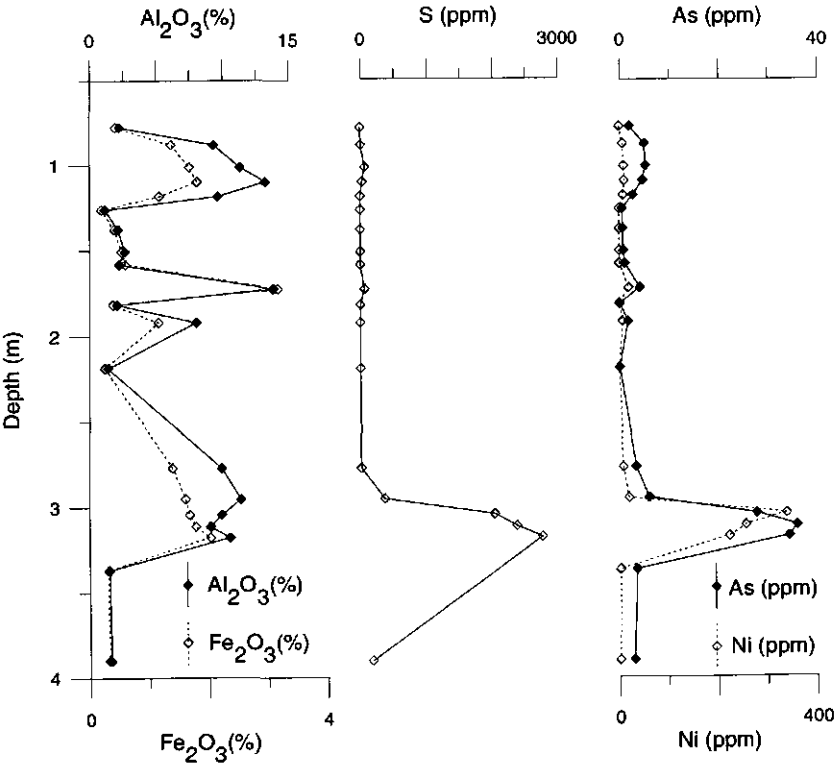 Al₂O₃(%)
0 15
S (ppm)
0 3000
As (ppm)
0 40
Depth (m)
1
2
3
4
Al₂O₃(%)
Fe₂O₃(%)
0 4
Fe₂O₃(%)
As (ppm)
Ni (ppm)
0 400
Ni (ppm)